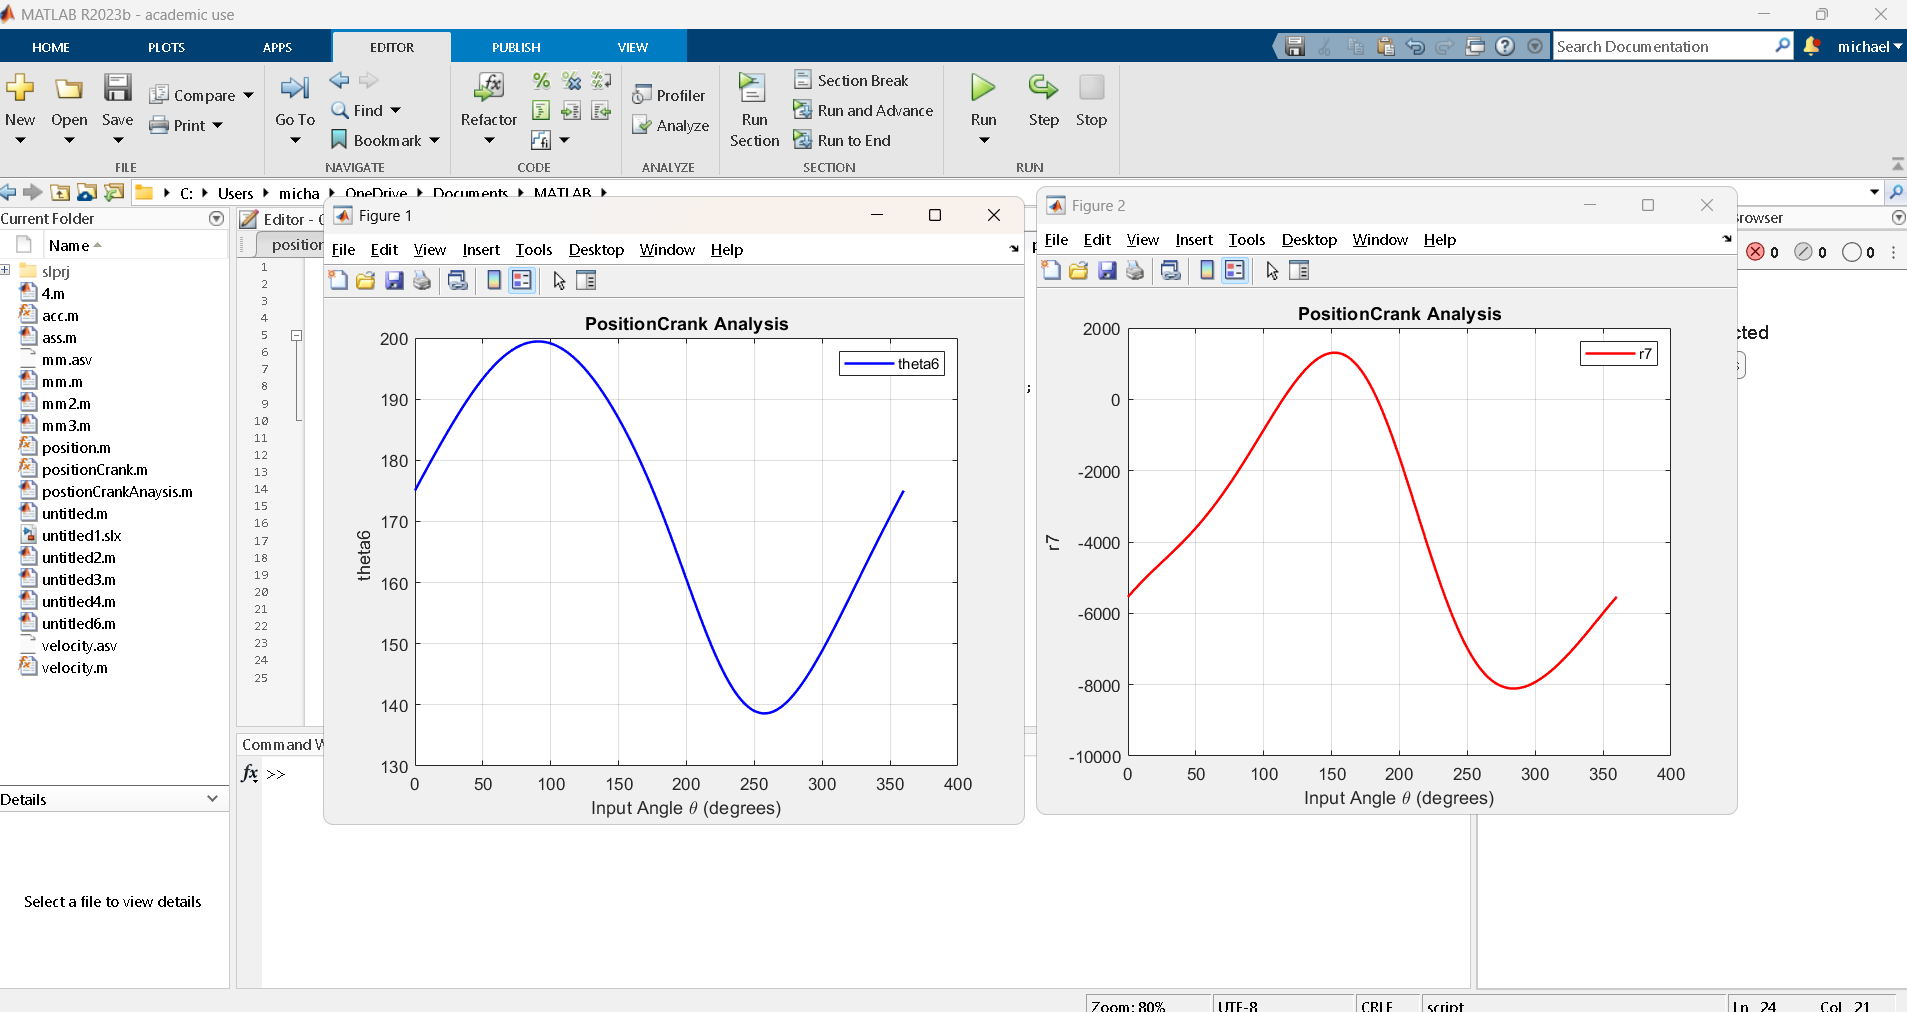 MATLAB R2023b - academic use
HOME PLOTS APPS EDITOR PUBLISH VIEW Search Documentation michael
New Open Save Compare Print FILE
Go To Find Bookmark NAVIGATE
Refactor CODE
Profiler Analyze ANALYZE
Run Section Section Break Run and Advance Run to End SECTION
Run Step Stop RUN
C: Users micha OneDrive Documents MATLAB
Current Folder
Name
slprj
4.m
acc.m
ass.m
mm.asv
mm.m
mm2.m
mm3.m
position.m
positionCrank.m
postionCrankAnaysis.m
untitled.m
untitled1.slx
untitled2.m
untitled3.m
untitled4.m
untitled6.m
velocity.asv
velocity.m
Details
Select a file to view details
Editor -
position
1
2
3
4
5
6
7
8
9
10
11
12
13
14
15
16
17
18
19
20
21
22
23
24
25
;
Command W
fx >>
Figure 1
File Edit View Insert Tools Desktop Window Help
PositionCrank Analysis
theta6
200
190
180
170
160
150
140
130
theta6
0 50 100 150 200 250 300 350 400
Input Angle θ (degrees)
Figure 2
File Edit View Insert Tools Desktop Window Help
PositionCrank Analysis
r7
2000
0
-2000
-4000
-6000
-8000
-10000
r7
0 50 100 150 200 250 300 350 400
Input Angle θ (degrees)
rowser
0 0 0
cted
Zoom: 80% UTF-8 CRLF script Ln 24 Col 21